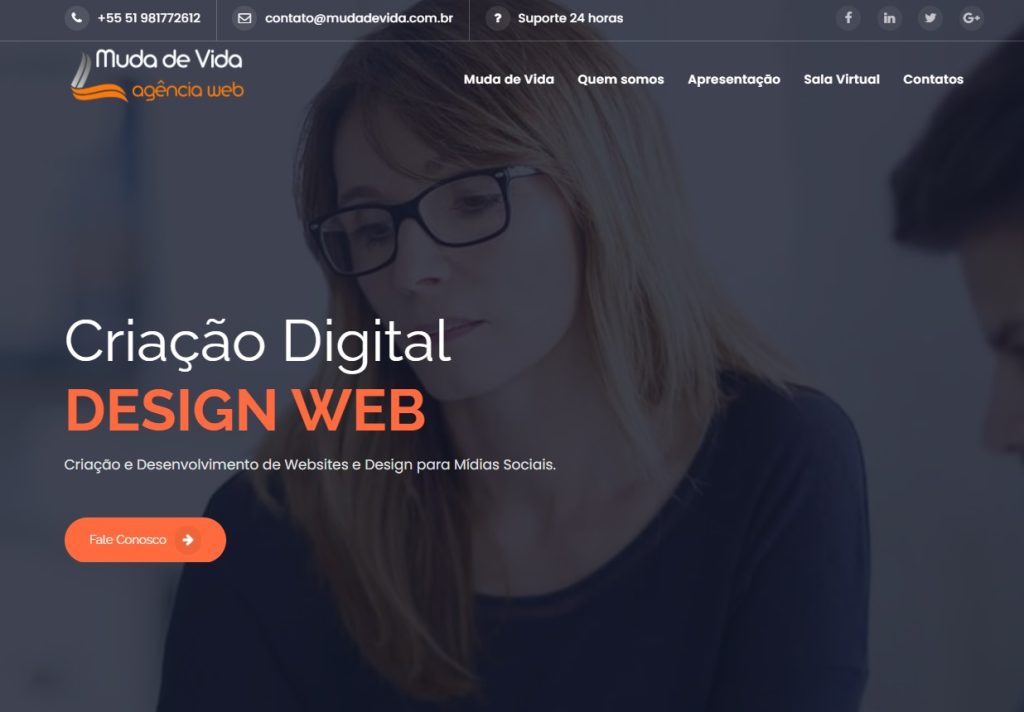 +55 51 981772612 contato@mudadevida.com.br ? Suporte 24 horas f in G+
Muda de Vida
agência web
Muda de Vida Quem somos Apresentação Sala Virtual Contatos
Criação Digital
DESIGN WEB
Criação e Desenvolvimento de Websites e Design para Mídias Sociais.
Fale Conosco